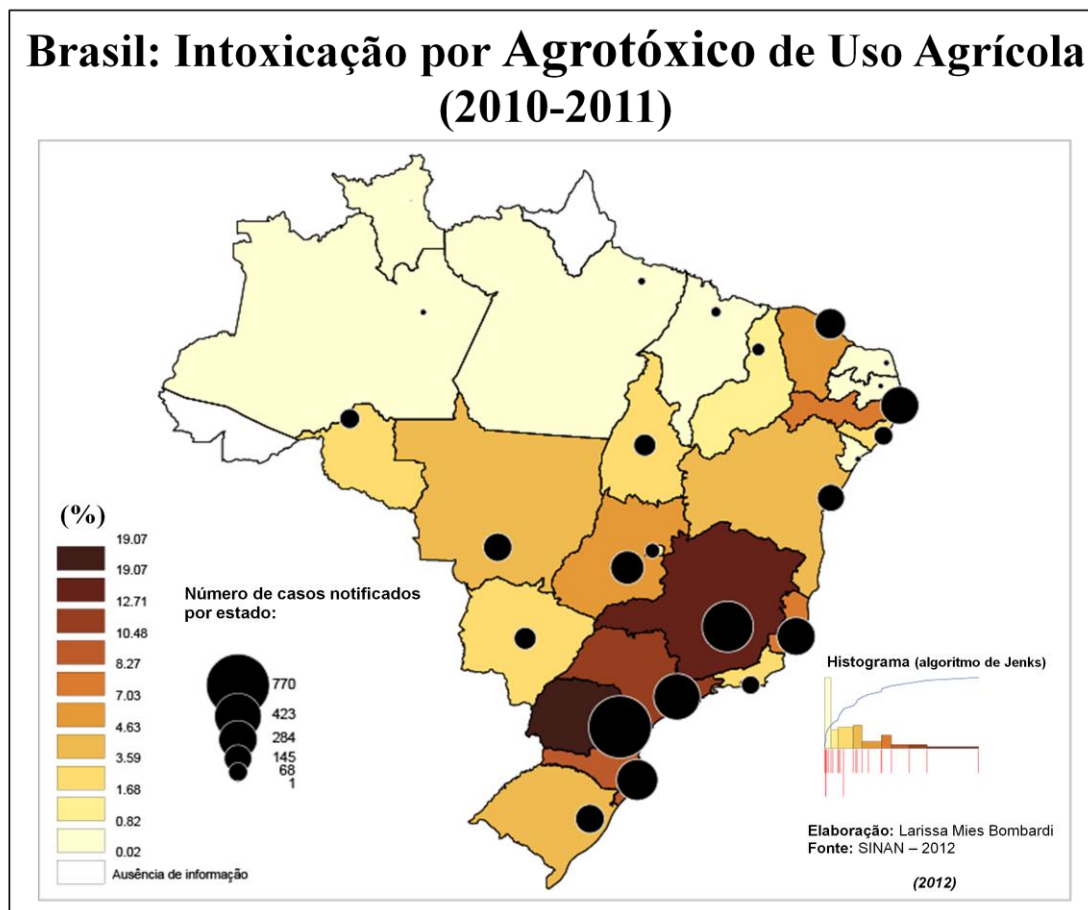 Brasil: Intoxicação por Agrotóxico de Uso Agrícola
(2010-2011)
(%)
19.07
19.07
12.71
10.48
8.27
7.03
4.63
3.59
1.68
0.82
0.02
Ausência de informação
Número de casos notificados
por estado:
770
423
284
145
68
1
Histograma (algoritmo de Jenks)
Elaboração: Larissa Mies Bombardi
Fonte: SINAN – 2012
(2012)